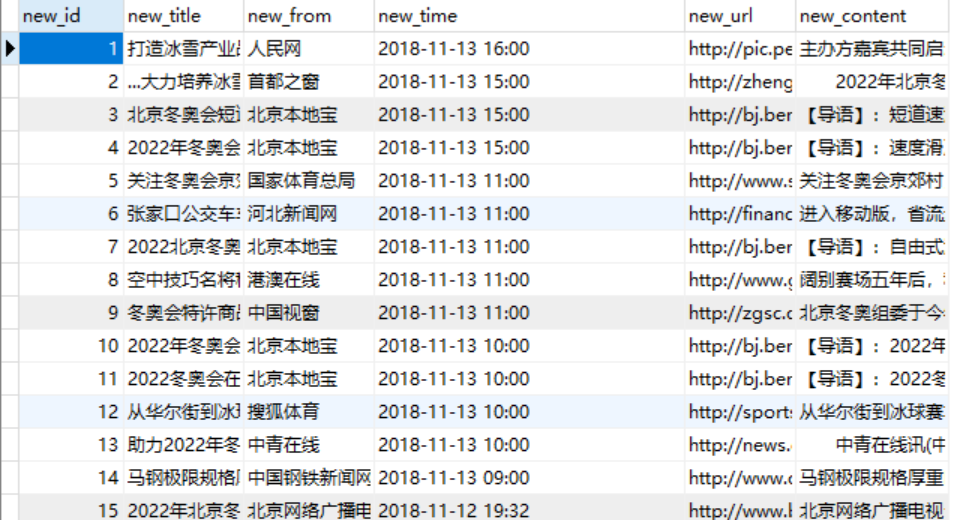 new_id new_title new_from new_time new_url new_content
1 打造冰雪产业 人民网 2018-11-13 16:00 http://pic.pe 主办方嘉宾共同启
2 ...大力培养冰 首都之窗 2018-11-13 15:00 http://zheng 2022年北京冬
3 北京冬奥会短 北京本地宝 2018-11-13 15:00 http://bj.ber 【导语】：短道速
4 2022年冬奥会 北京本地宝 2018-11-13 15:00 http://bj.ber 【导语】：速度滑
5 关注冬奥会京 国家体育总局 2018-11-13 11:00 http://www.s 关注冬奥会京郊村
6 张家口公交车 河北新闻网 2018-11-13 11:00 http://financ 进入移动版，省流
7 2022北京冬奥 北京本地宝 2018-11-13 11:00 http://bj.ber 【导语】：自由式
8 空中技巧名将 港澳在线 2018-11-13 11:00 http://www.g 阔别赛场五年后，
9 冬奥会特许商 中国视窗 2018-11-13 11:00 http://zgsc.c 北京冬奥组委于今
10 2022年冬奥会 北京本地宝 2018-11-13 10:00 http://bj.ber 【导语】：2022年
11 2022冬奥会在 北京本地宝 2018-11-13 10:00 http://bj.ber 【导语】：2022冬
12 从华尔街到冰 搜狐体育 2018-11-13 10:00 http://sport: 从华尔街到冰球赛
13 助力2022年冬 中青在线 2018-11-13 10:00 http://news. 中青在线讯(中
14 马钢极限规格 中国钢铁新闻网 2018-11-13 09:00 http://www.c 马钢极限规格厚重
15 2022年北京冬 北京网络广播电 2018-11-12 19:32 http://www.l 北京网络广播电视